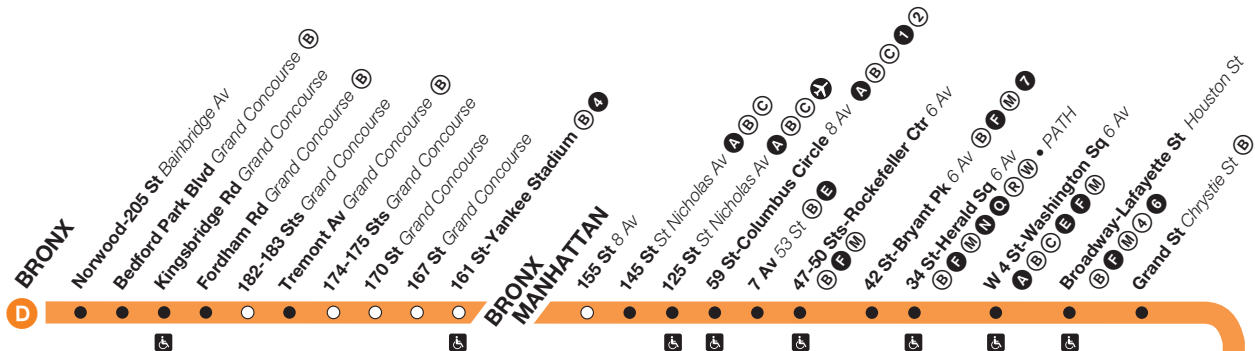 D
BRONX
Norwood-205 St Bainbridge Av
Bedford Park Blvd Grand Concourse B
Kingsbridge Rd Grand Concourse
Fordham Rd Grand Concourse B
182-183 Sts Grand Concourse
Tremont Av Grand Concourse B
174-175 Sts Grand Concourse
170 St Grand Concourse
167 St Grand Concourse
161 St-Yankee Stadium B 4
BRONX
MANHATTAN
155 St 8 Av
145 St St Nicholas Av A B C
125 St St Nicholas Av A B C
59 St-Columbus Circle 8 Av A B C 1 2
7 Av 53 St B E
47-50 Sts-Rockefeller Ctr 6 Av
B F M
42 St-Bryant Pk 6 Av B F M 7
34 St-Herald Sq 6 Av
B F M N Q R W • PATH
W 4 St-Washington Sq 6 Av
A B C E F M
Broadway-Lafayette St Houston St
B F M 4 6
Grand St Chrystie St B